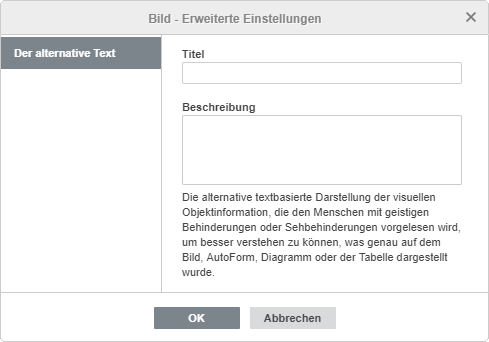 Bild - Erweiterte Einstellungen
Der alternative Text
Titel
Beschreibung
Die alternative textbasierte Darstellung der visuellen
Objektinformation, die den Menschen mit geistigen
Behinderungen oder Sehbehinderungen vorgelesen wird,
um besser verstehen zu können, was genau auf dem
Bild, AutoForm, Diagramm oder der Tabelle dargestellt
wurde.
OK
Abbrechen